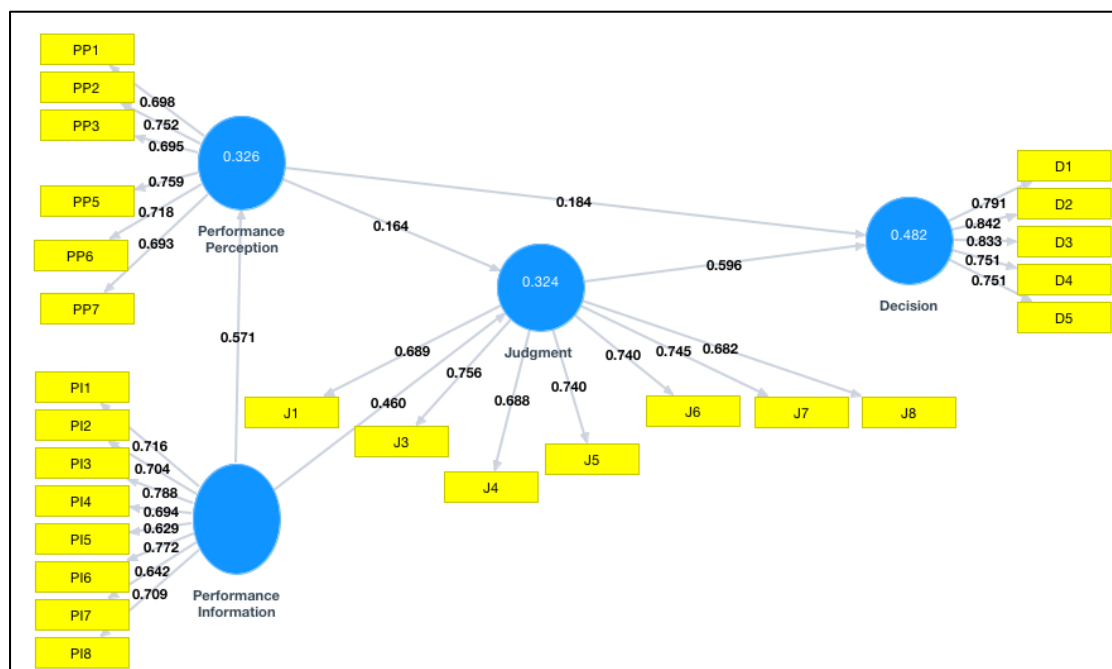 PP1
PP2
PP3
PP5
PP6
PP7
0.698
0.752
0.695
0.759
0.718
0.693
0.326
Performance
Perception
0.184
0.164
0.571
D1
D2
D3
D4
D5
0.791
0.842
0.833
0.751
0.751
0.482
Decision
0.596
0.324
Judgment
0.460
0.689
0.756
0.688
0.740
0.740
0.745
0.682
J1
J3
J4
J5
J6
J7
J8
PI1
PI2
PI3
PI4
PI5
PI6
PI7
PI8
0.716
0.704
0.788
0.694
0.629
0.772
0.642
0.709
Performance
Information